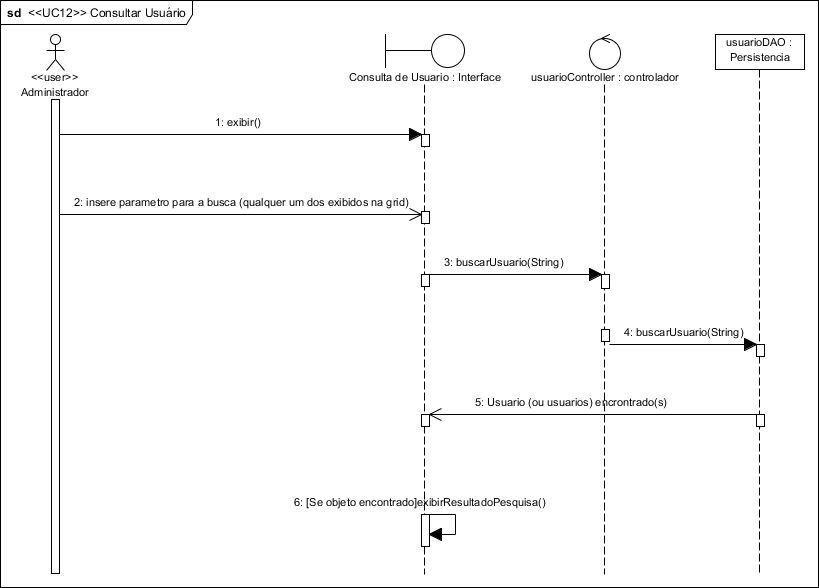 sd <<UC12>> Consultar Usuário
<<user>>
Administrador
Consulta de Usuario : Interface
usuarioController : controlador
usuarioDAO :
Persistencia
1: exibir()
2: insere parametro para a busca (qualquer um dos exibidos na grid)
3: buscarUsuario(String)
4: buscarUsuario(String)
5: Usuario (ou usuarios) encrontrado(s)
6: [Se objeto encontrado]exibirResultadoPesquisa()